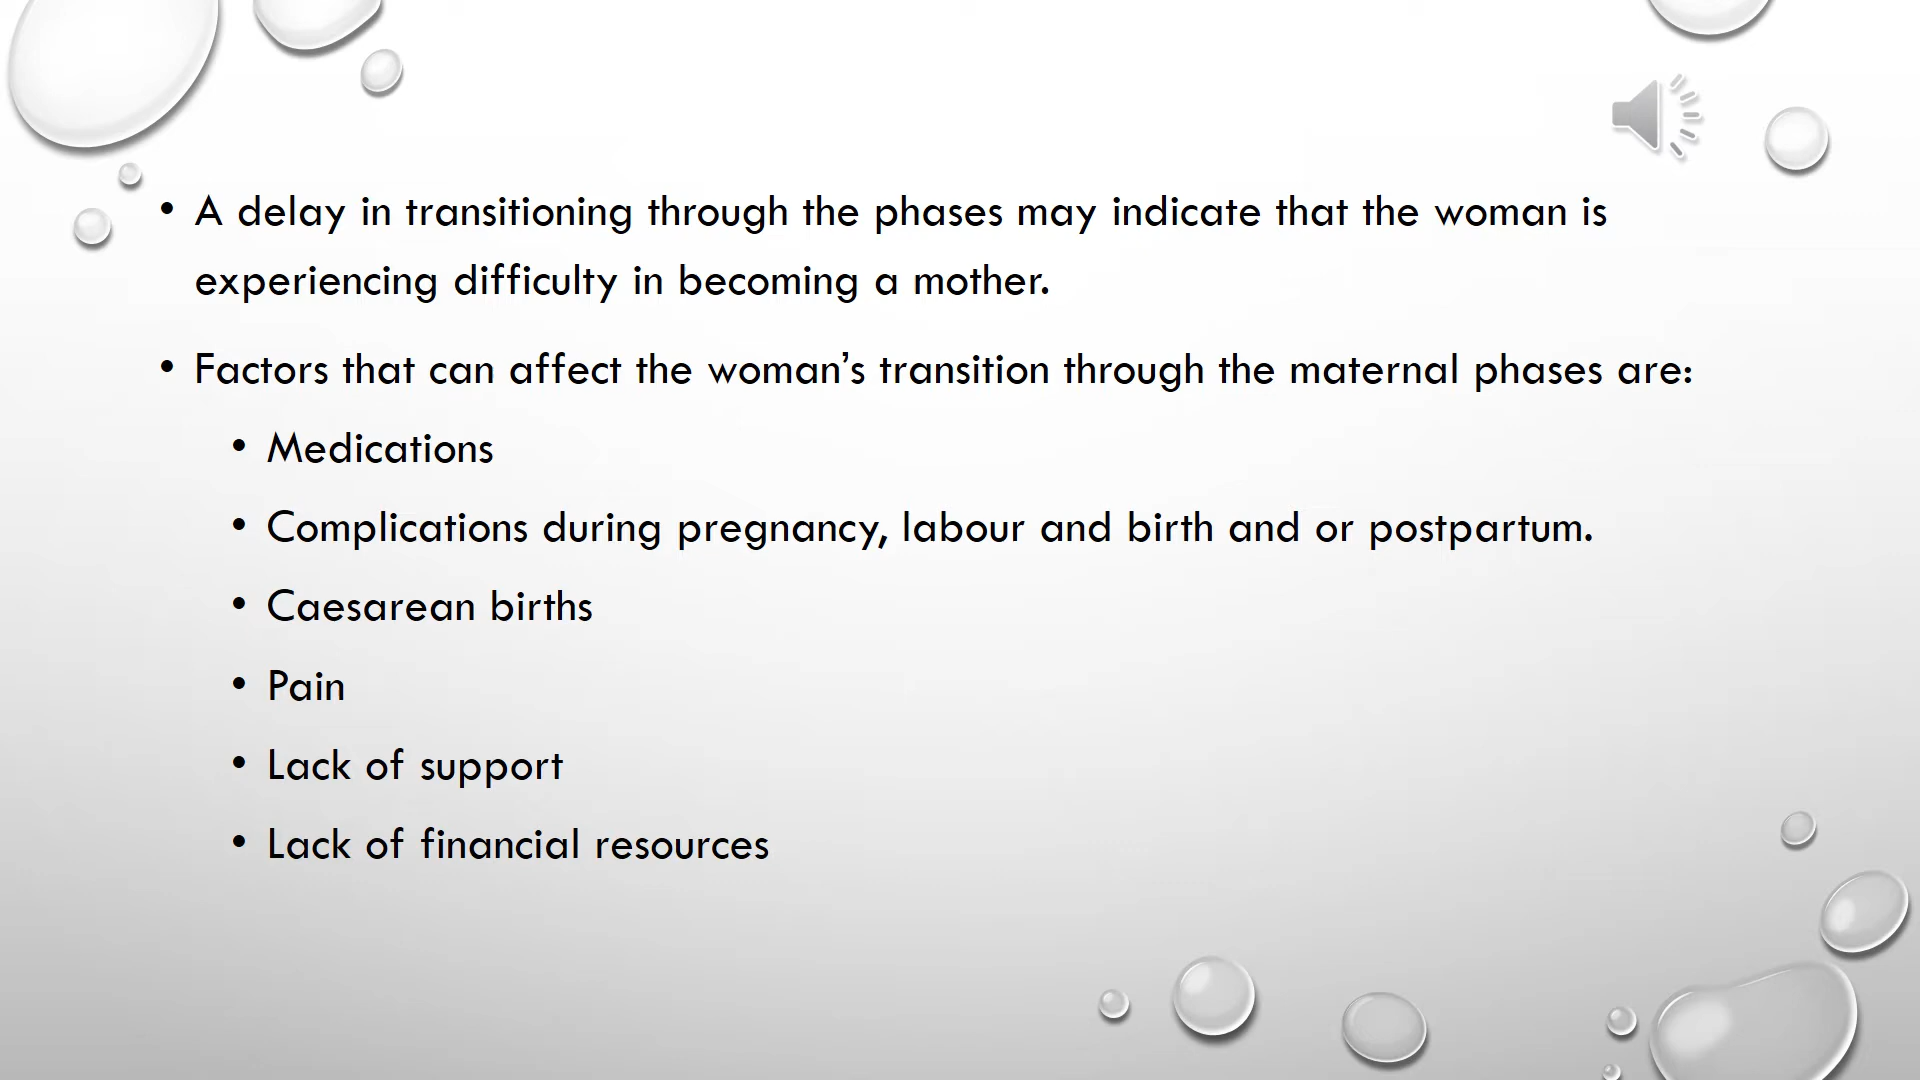 • A delay in transitioning through the phases may indicate that the woman is
experiencing difficulty in becoming a mother.
• Factors that can affect the woman’s transition through the maternal phases are:
• Medications
• Complications during pregnancy, labour and birth and or postpartum.
• Caesarean births
• Pain
• Lack of support
• Lack of financial resources